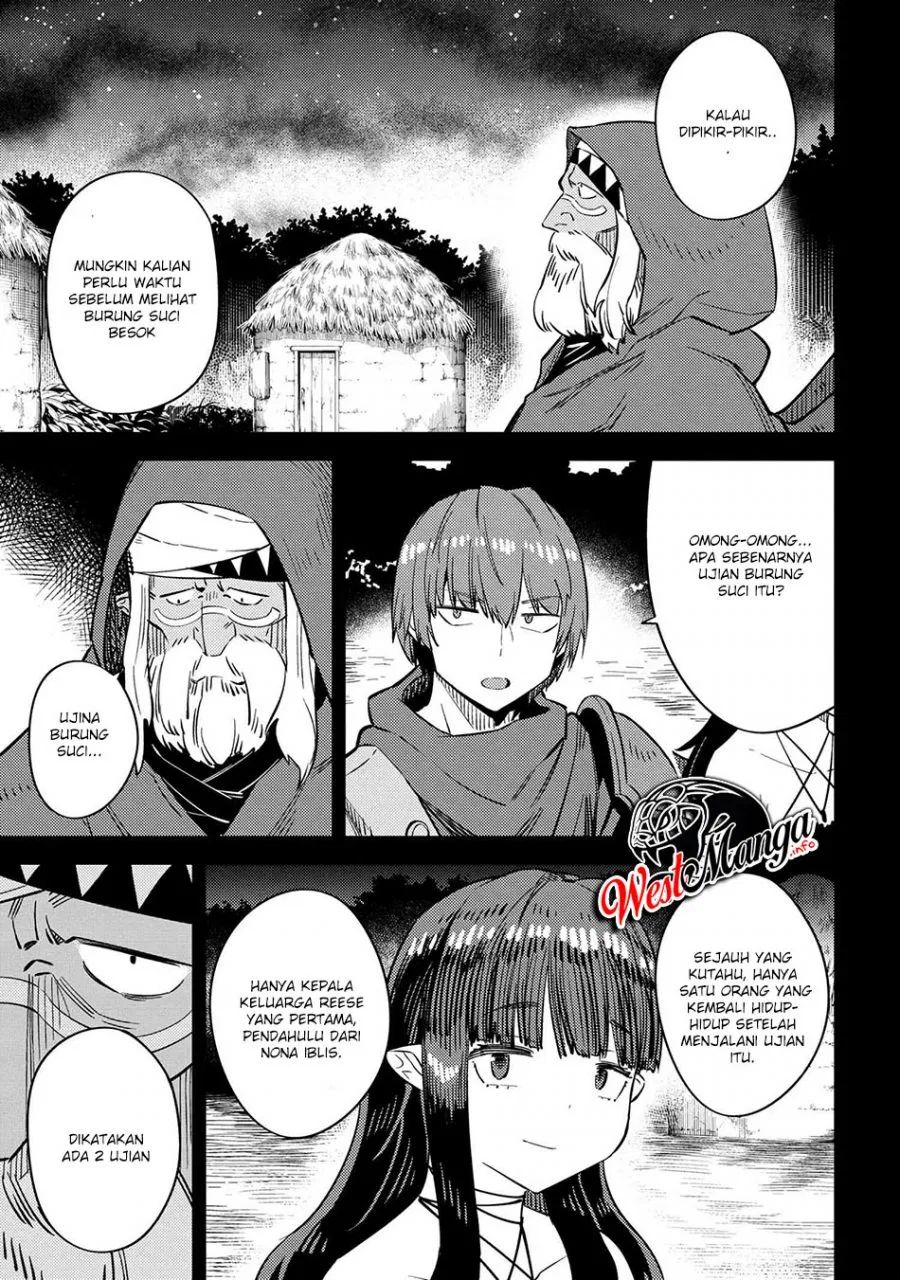 KALAU
DIPIKIR-PIKIR..
.
MUNGKIN KALIAN
PERLU WAKTU
SEBELUM MELIHAT
BURUNG SUCI
BESOK
OMONG-OMONG...
APA SEBENARNYA
UJIAN BURUNG
SUCI ITU?
UJINA
BURUNG
SUCI...
SEJAUH YANG
KUTAHU, HANYA
SATU ORANG YANG
KEMBALI HIDUP-
HIDUP SETELAH
MENJALANI UJIAN
ITU.
HANYA KEPALA
KELUARGA REESE
YANG PERTAMA,
PENDAHULU DARI
NONA IBLIS.
DIKATAKAN
ADA 2 UJIAN
WestManga
.info